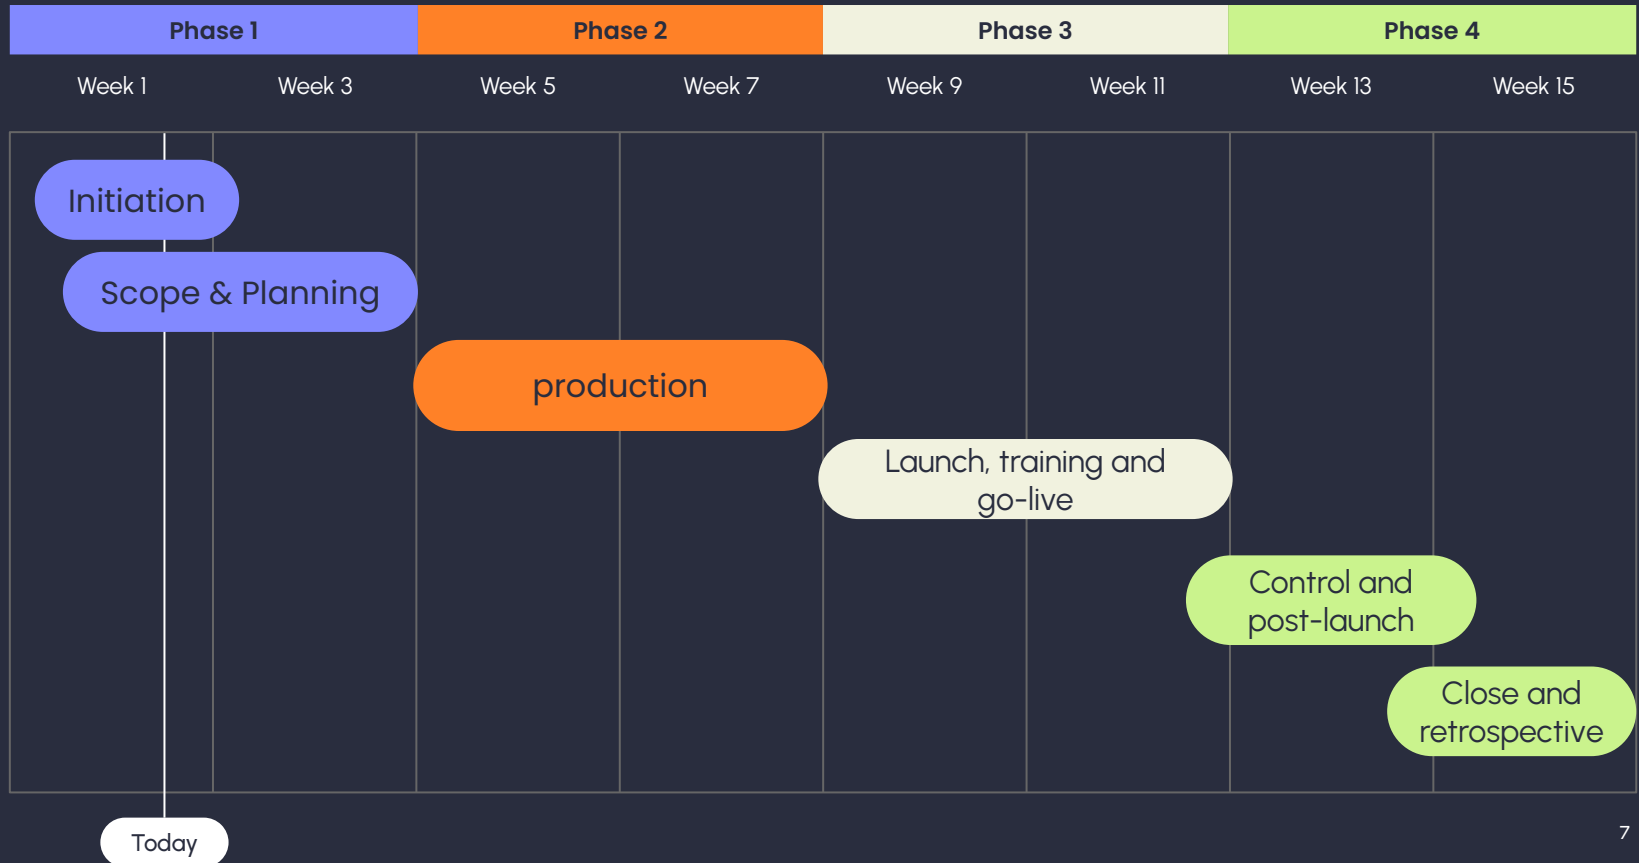 Phase 1
Phase 2
Phase 3
Phase 4
Week 1
Week 3
Week 5
Week 7
Week 9
Week 11
Week 13
Week 15
Initiation
Scope & Planning
production
Launch, training and
go-live
Control and
post-launch
Close and
retrospective
Today
7